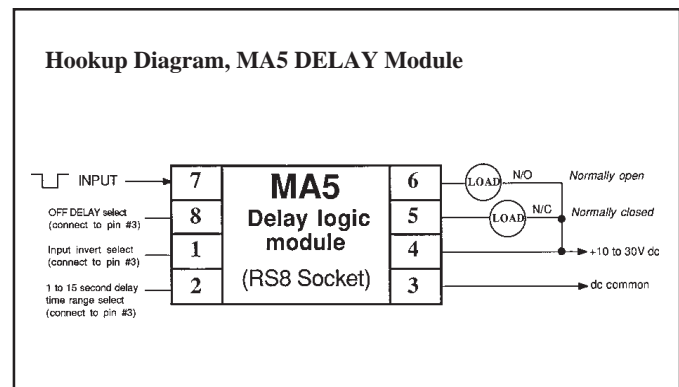 Hookup Diagram, MA5 DELAY Module
INPUT
OFF DELAY select
(connect to pin #3)
Input invert select
(connect to pin #3)
1 to 15 second delay
time range select
(connect to pin #3)
7
8
1
2
MA5
Delay logic
module
(RS8 Socket)
6
5
4
3
LOAD
N/O
Normally open
LOAD
N/C
Normally closed
+10 to 30V dc
dc common